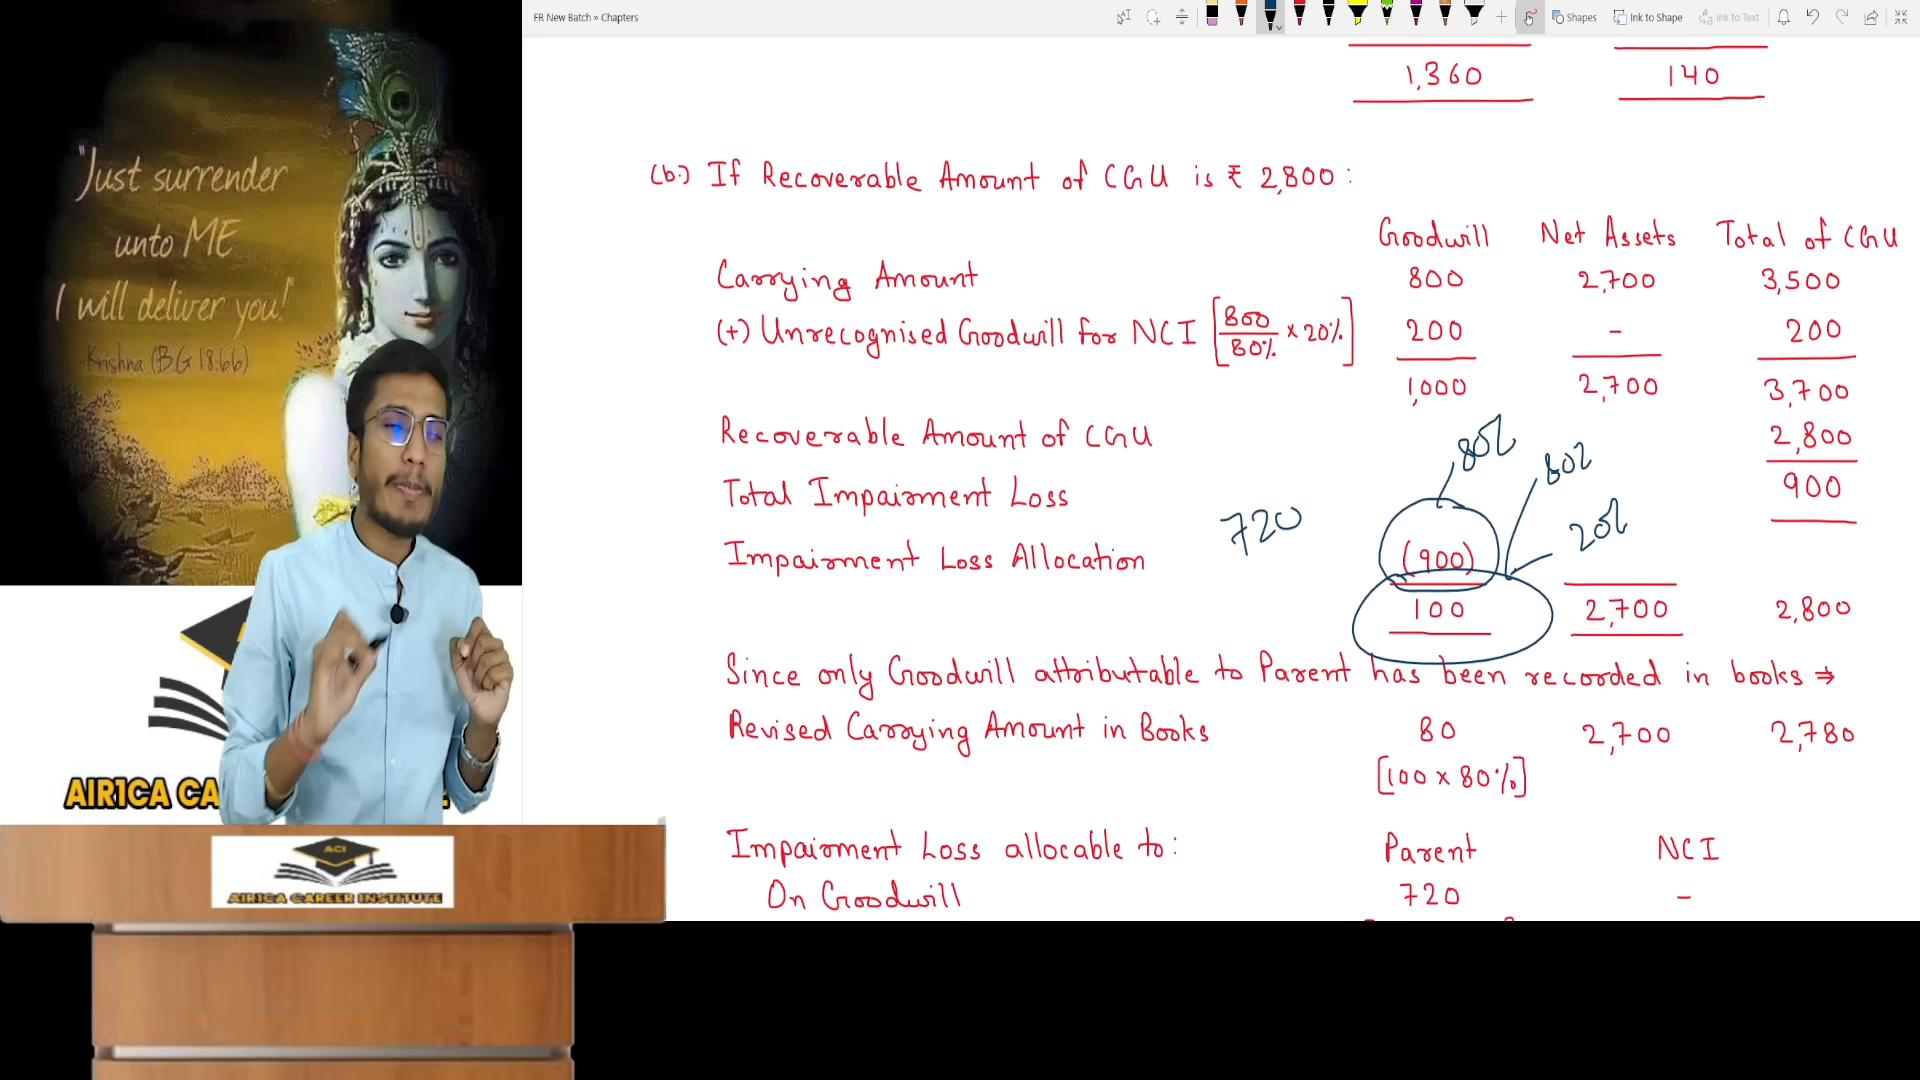 FR New Batch » Chapters
Shapes
Ink to Shape
Ink to Text
"Just surrender
unto ME
I will deliver you!"
- Krishna (B.G 18:66)
AIR1CA CA
ACI
AIR1CA CAREER INSTITUTE
1,360 140
(b.) If Recoverable Amount of CGU is ₹ 2,800 :
Goodwill Net Assets Total of CGU
Carrying Amount 800 2,700 3,500
(+) Unrecognised Goodwill for NCI [800/80% x 20%] 200 - 200
1,000 2,700 3,700
Recoverable Amount of CGU 2,800
80% 80%
Total Impairment Loss 900
720 20%
Impairment Loss Allocation (900)
100 2,700 2,800
Since only Goodwill attributable to Parent has been recorded in books ⇒
Revised Carrying Amount in Books 80 2,700 2,780
[100 x 80%]
Impairment Loss allocable to : Parent NCI
On Goodwill 720 -